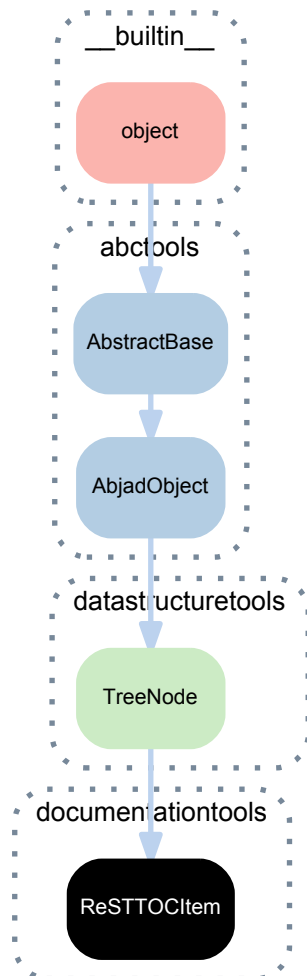 __builtin__
object
abctools
AbstractBase
AbjadObject
datastructuretools
TreeNode
documentationtools
ReSTTOCItem